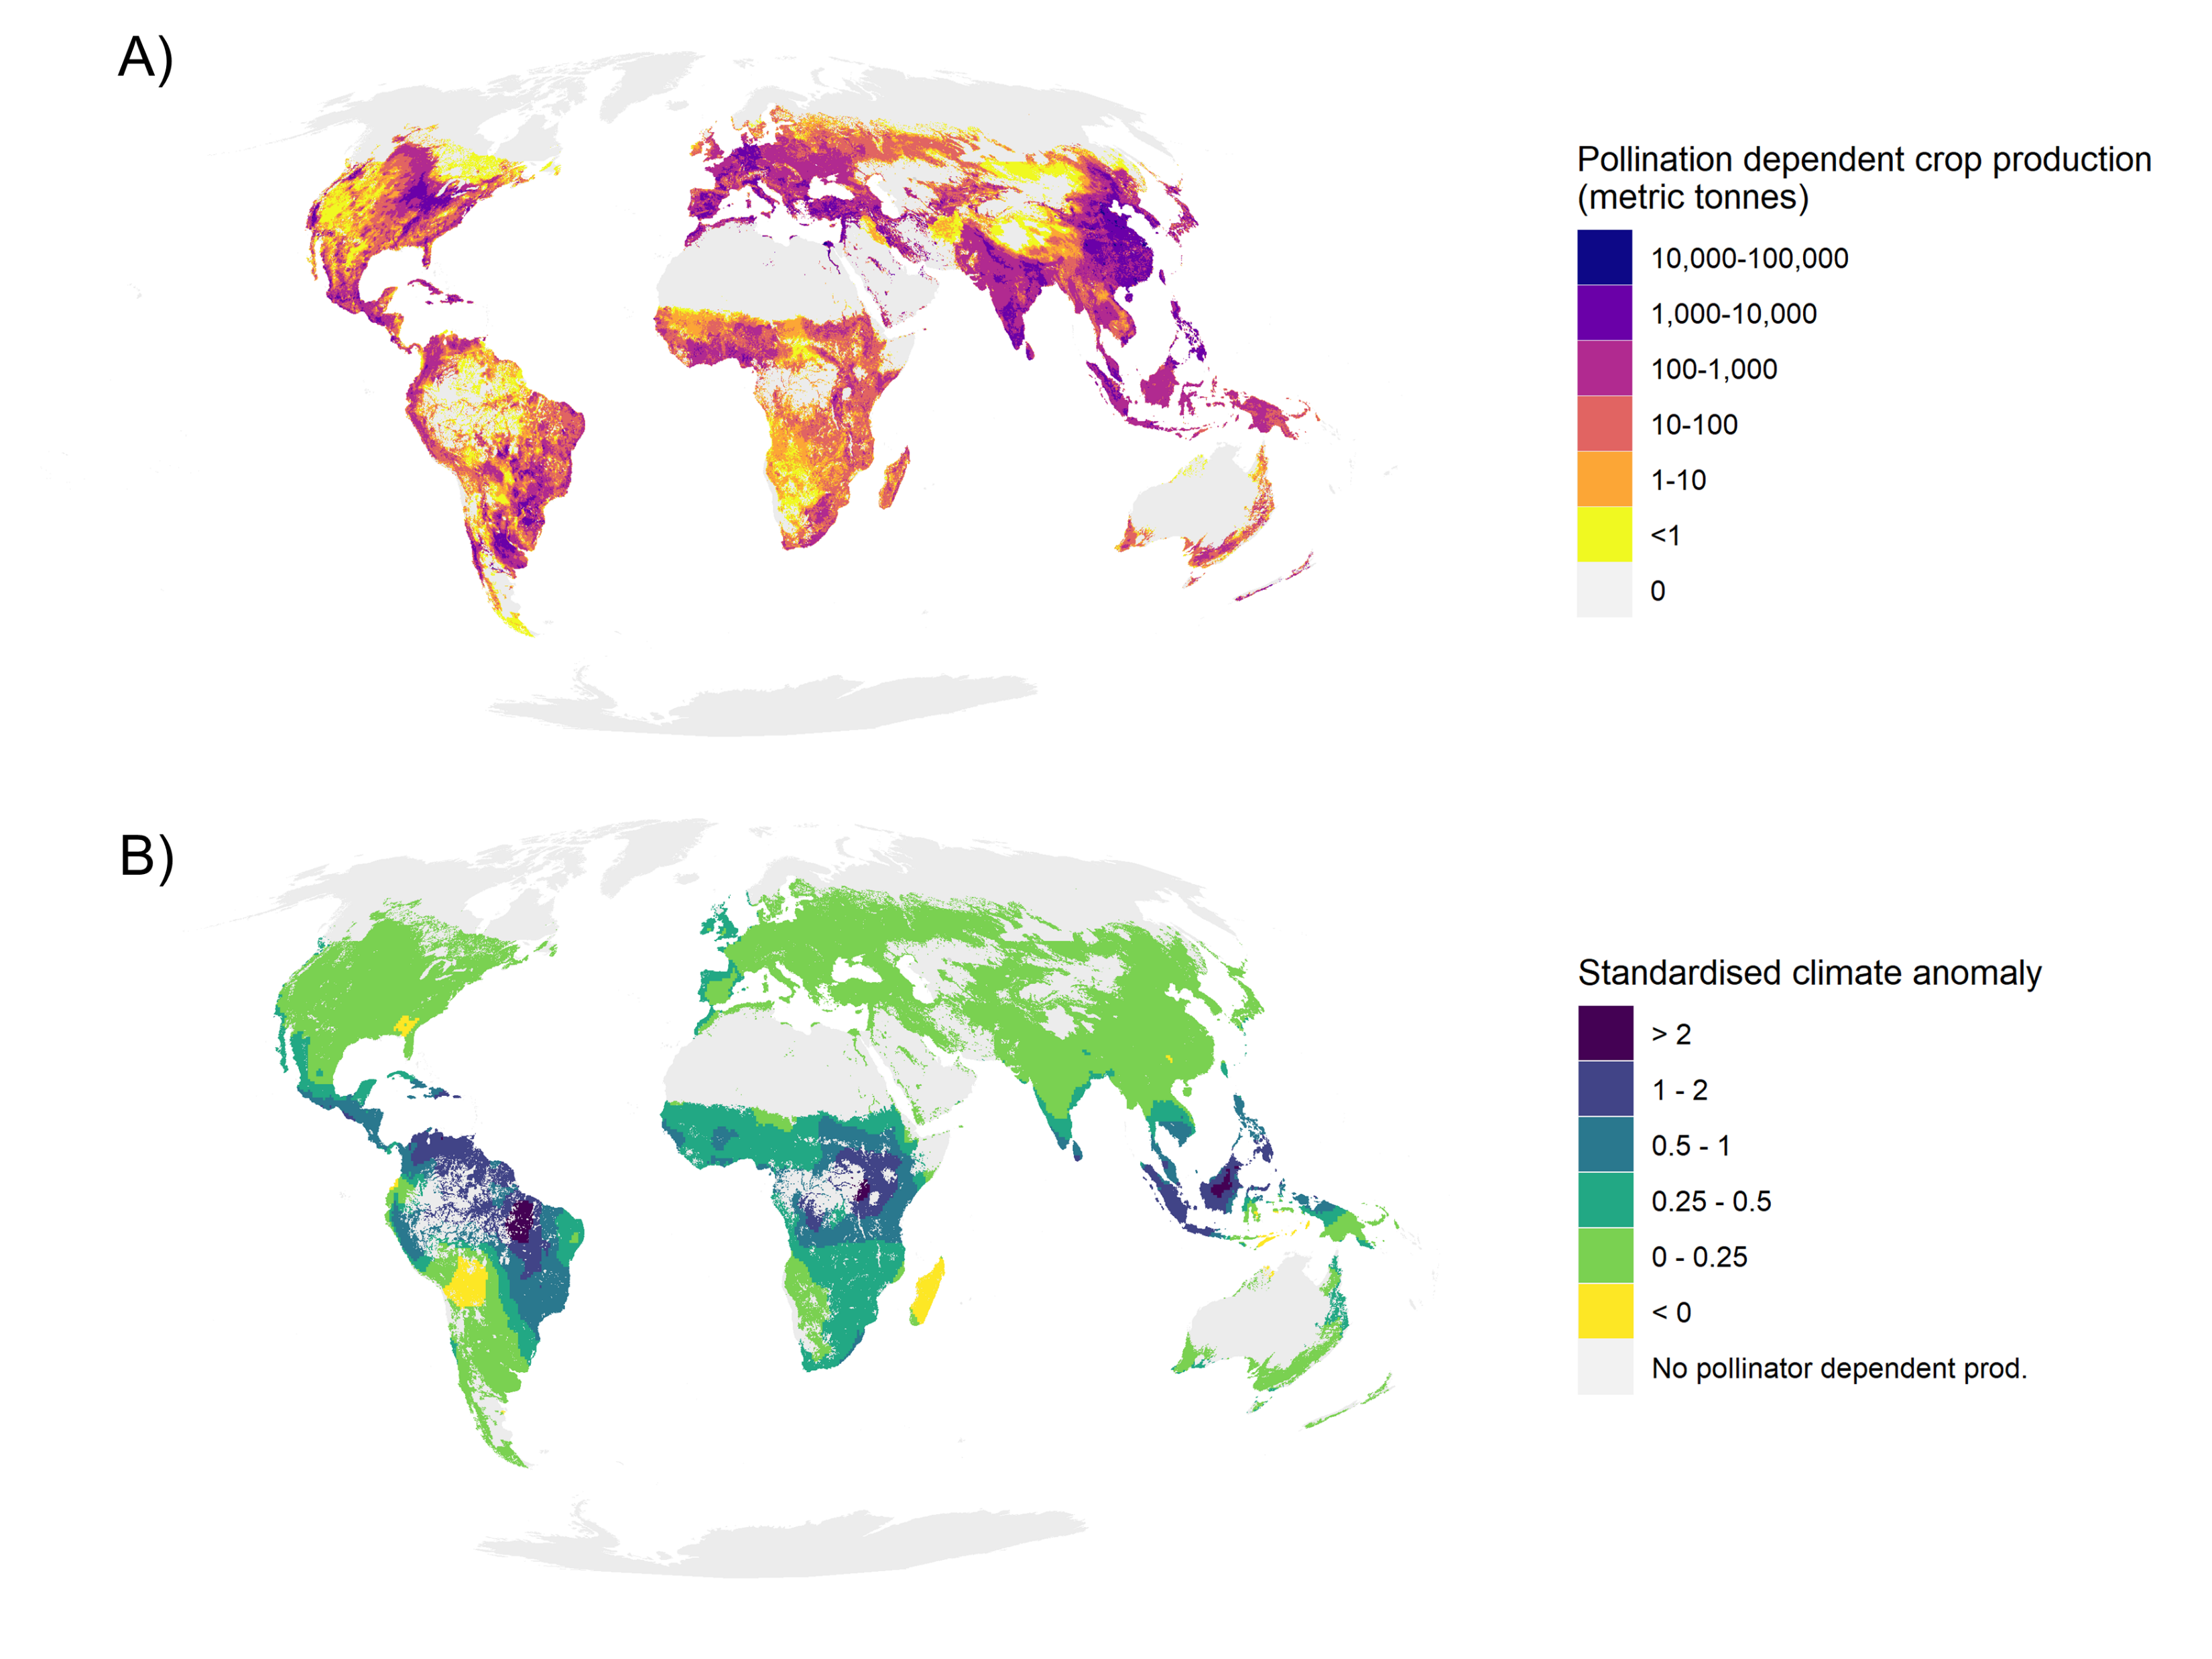 A)
Pollination dependent crop production
(metric tonnes)
10,000-100,000
1,000-10,000
100-1,000
10-100
1-10
<1
0
B)
Standardised climate anomaly
> 2
1 - 2
0.5 - 1
0.25 - 0.5
0 - 0.25
< 0
No pollinator dependent prod.